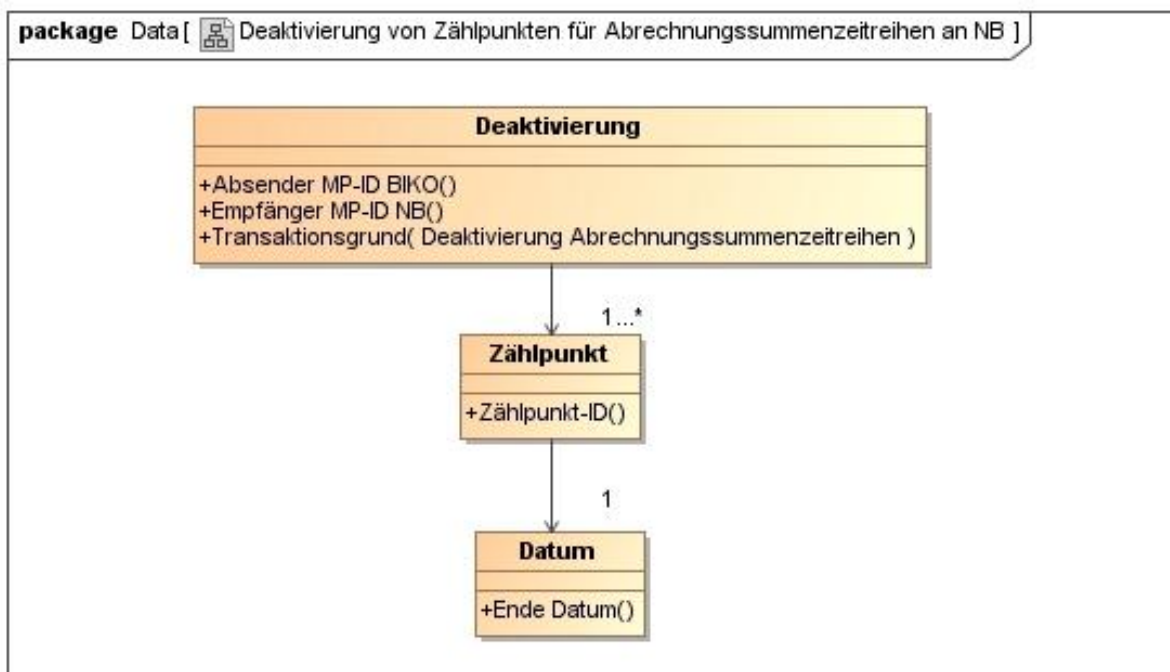 package Data [ Deaktivierung von Zählpunkten für Abrechnungssummenzeitreihen an NB ]
Deaktivierung
+Absender MP-ID BIKO()
+Empfänger MP-ID NB()
+Transaktionsgrund( Deaktivierung Abrechnungssummenzeitreihen )
1...*
Zählpunkt
+Zählpunkt-ID()
1
Datum
+Ende Datum()